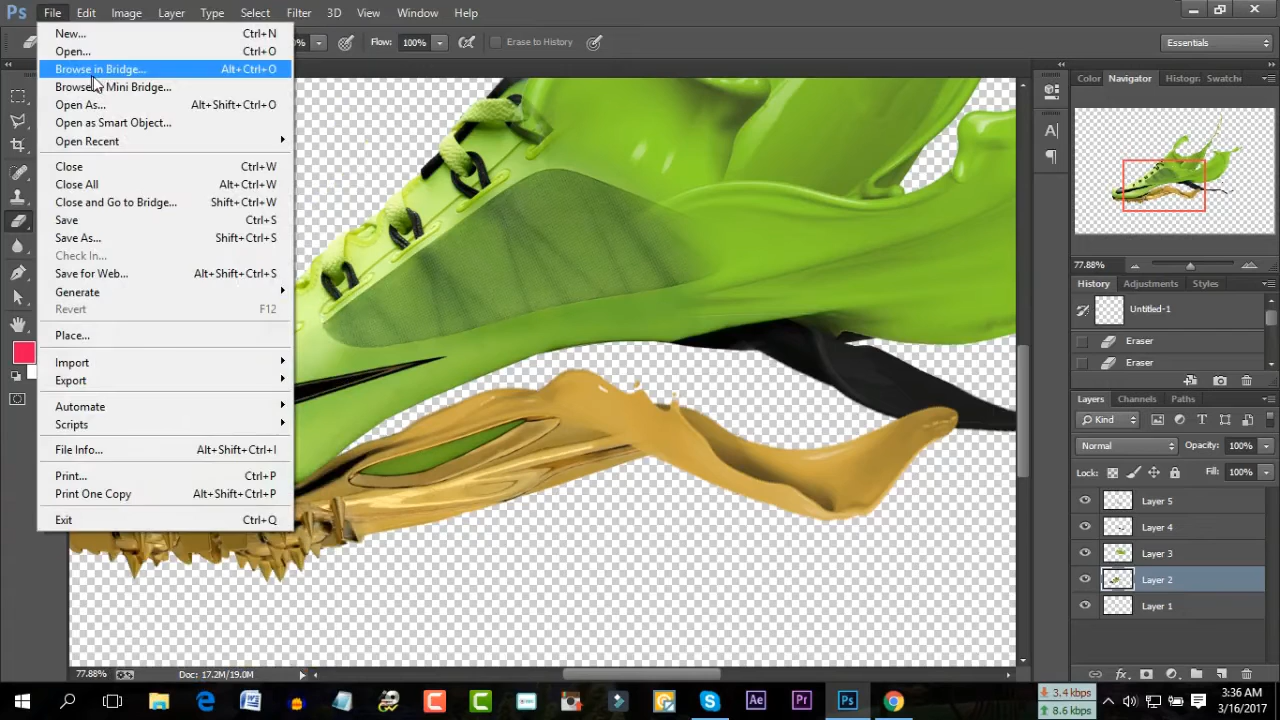 Ps File Edit Image Layer Type Select Filter 3D View Window Help
% Flow: 100% Erase to History Essentials
New... Ctrl+N
Open... Ctrl+O
Browse in Bridge... Alt+Ctrl+O
Browse Mini Bridge...
Open As... Alt+Shift+Ctrl+O
Open as Smart Object...
Open Recent
Close Ctrl+W
Close All Alt+Ctrl+W
Close and Go to Bridge... Shift+Ctrl+W
Save Ctrl+S
Save As... Shift+Ctrl+S
Check In...
Save for Web... Alt+Shift+Ctrl+S
Generate
Revert F12
Place...
Import
Export
Automate
Scripts
File Info... Alt+Shift+Ctrl+I
Print... Ctrl+P
Print One Copy Alt+Shift+Ctrl+P
Exit Ctrl+Q
Color Navigator Histog Swatch
77.88%
History Adjustments Styles
Untitled-1
Eraser
Eraser
Layers Channels Paths
Kind
Normal Opacity: 100%
Lock: Fill: 100%
Layer 5
Layer 4
Layer 3
Layer 2
Layer 1
77.88% Doc: 17.2M/19.0M
Ae Pr Ps
3.4 kbps
8.6 kbps
3:36 AM
3/16/2017